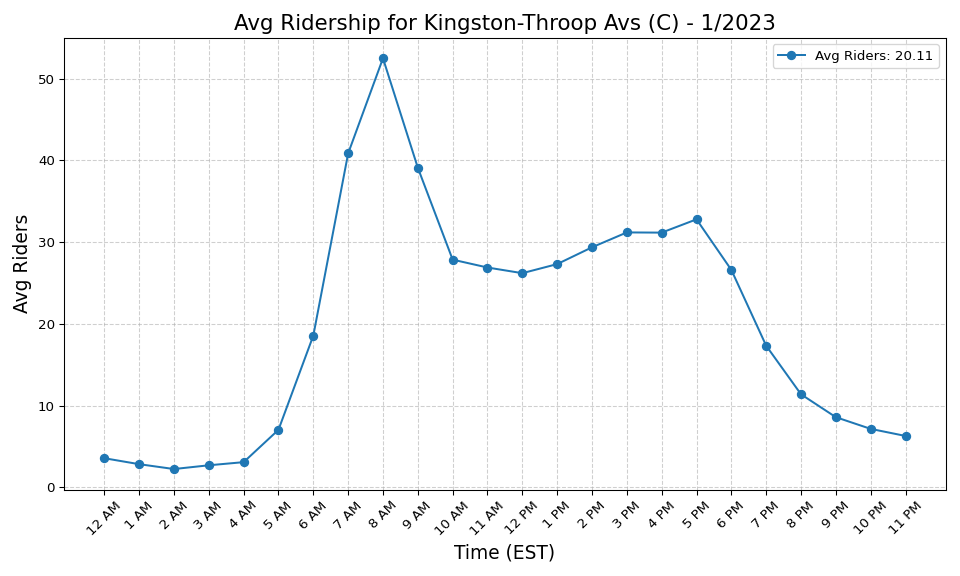 Avg Ridership for Kingston-Throop Avs (C) - 1/2023
Avg Riders: 20.11
Avg Riders
50
40
30
20
10
0
12 AM
1 AM
2 AM
3 AM
4 AM
5 AM
6 AM
7 AM
8 AM
9 AM
10 AM
11 AM
12 PM
1 PM
2 PM
3 PM
4 PM
5 PM
6 PM
7 PM
8 PM
9 PM
10 PM
11 PM
Time (EST)